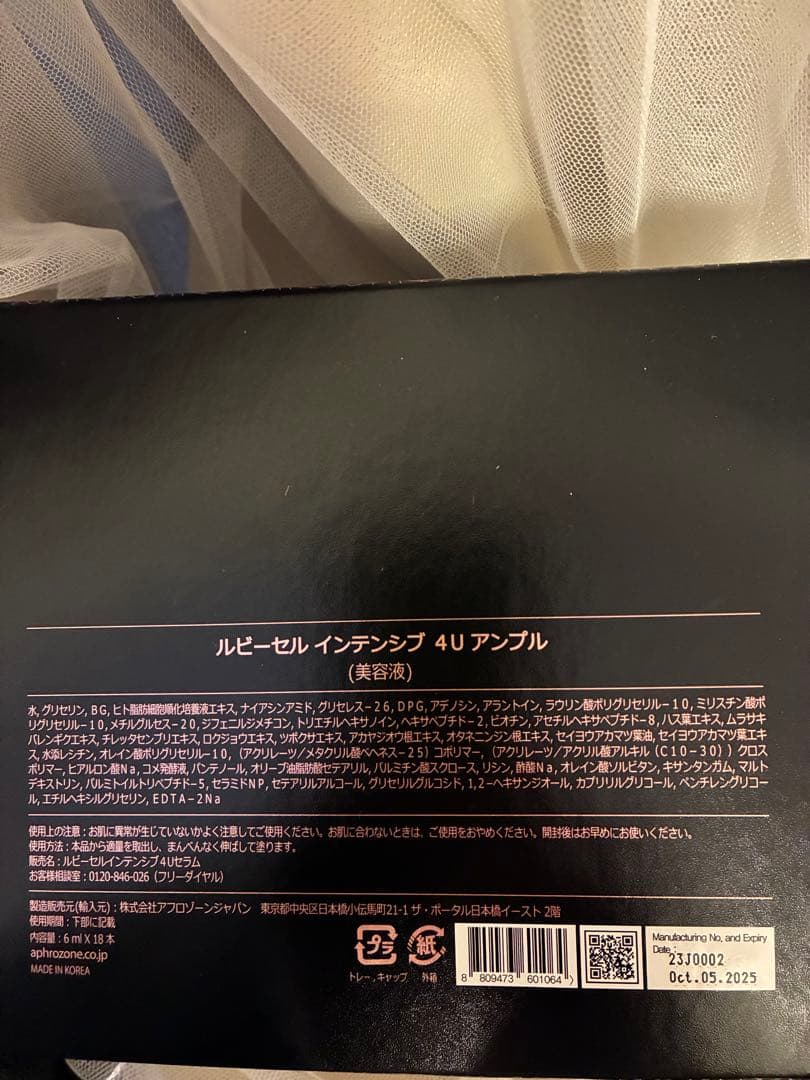 ルビーセル インテンシブ 4U アンプル
(美容液)
水, グリセリン, BG, ヒト脂肪細胞順化培養液エキス, ナイアシンアミド, グリセレス-26, DPG, アデノシン, アラントイン, ラウリン酸ポリグリセリル-10, ミリスチン酸ポ
リグリセリル-10, メチルグルセス-20, ジフェニルジメチコン, トリエチルヘキサノイン, ヘキサペプチド-2, ビオチン, アセチルヘキサペプチド-8, ハス葉エキス, ムラサキ
バレンギクエキス, チレッタセンブリエキス, ロクジョウエキス, ツボクサエキス, アカヤジオウ根エキス, オタネニンジン根エキス, セイヨウアカマツ葉油, セイヨウアカマツ葉エキ
ス, 水添レシチン, オレイン酸ポリグリセリル-10, (アクリレーツ/メタクリル酸ベヘネス-25) コポリマー, (アクリレーツ/アクリル酸アルキル (C10-30)) クロス
ポリマー, ヒアルロン酸Na, コメ発酵液, パンテノール, オリーブ油脂肪酸セテアリル, パルミチン酸スクロース, リシン, 酢酸Na, オレイン酸ソルビタン, キサンタンガム, マルト
デキストリン, パルミトイルトリペプチド-5, セラミドNP, セテアリルアルコール, グリセリルグルコシド, 1,2-ヘキサンジオール, カプリリルグリコール, ペンチレングリコー
ル, エチルヘキシルグリセリン, EDTA-2Na
使用上の注意 : お肌に異常が生じていないかよく注意してご使用ください。お肌に合わないときは、ご使用をおやめください。開封後はお早めにお使いください。
使用方法 : 本品から適量を取出し、まんべんなく伸ばして塗ります。
販売名 : ルビーセルインテンシブ4Uセラム
お客様相談室 : 0120-846-026 (フリーダイヤル)
製造販売元(輸入元) : 株式会社アフロゾーンジャパン 東京都中央区日本橋小伝馬町21-1 ザ・ポータル日本橋イースト 2階
使用期間 : 下部に記載
内容量 : 6 ml X 18 本
aphrozone.co.jp
MADE IN KOREA
プラ
トレー, キャップ
紙
外箱
8 809473 601064
Manufacturing No, and Expiry
Date :
23J0002
Oct.05.2025